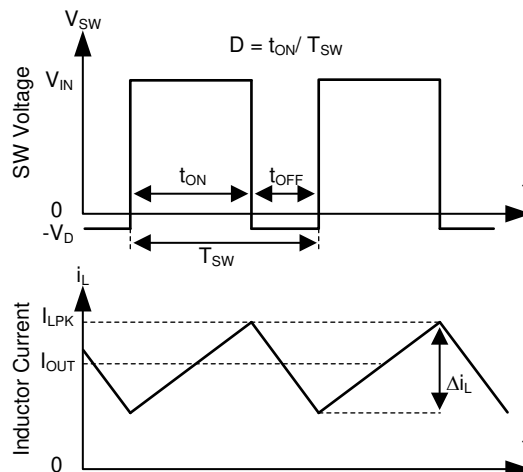 V_SW
D = t_ON/ T_SW
V_IN
SW Voltage
t_ON
t_OFF
0
-V_D
T_SW
i_L
I_LPK
I_OUT
Inductor Current
Δi_L
0